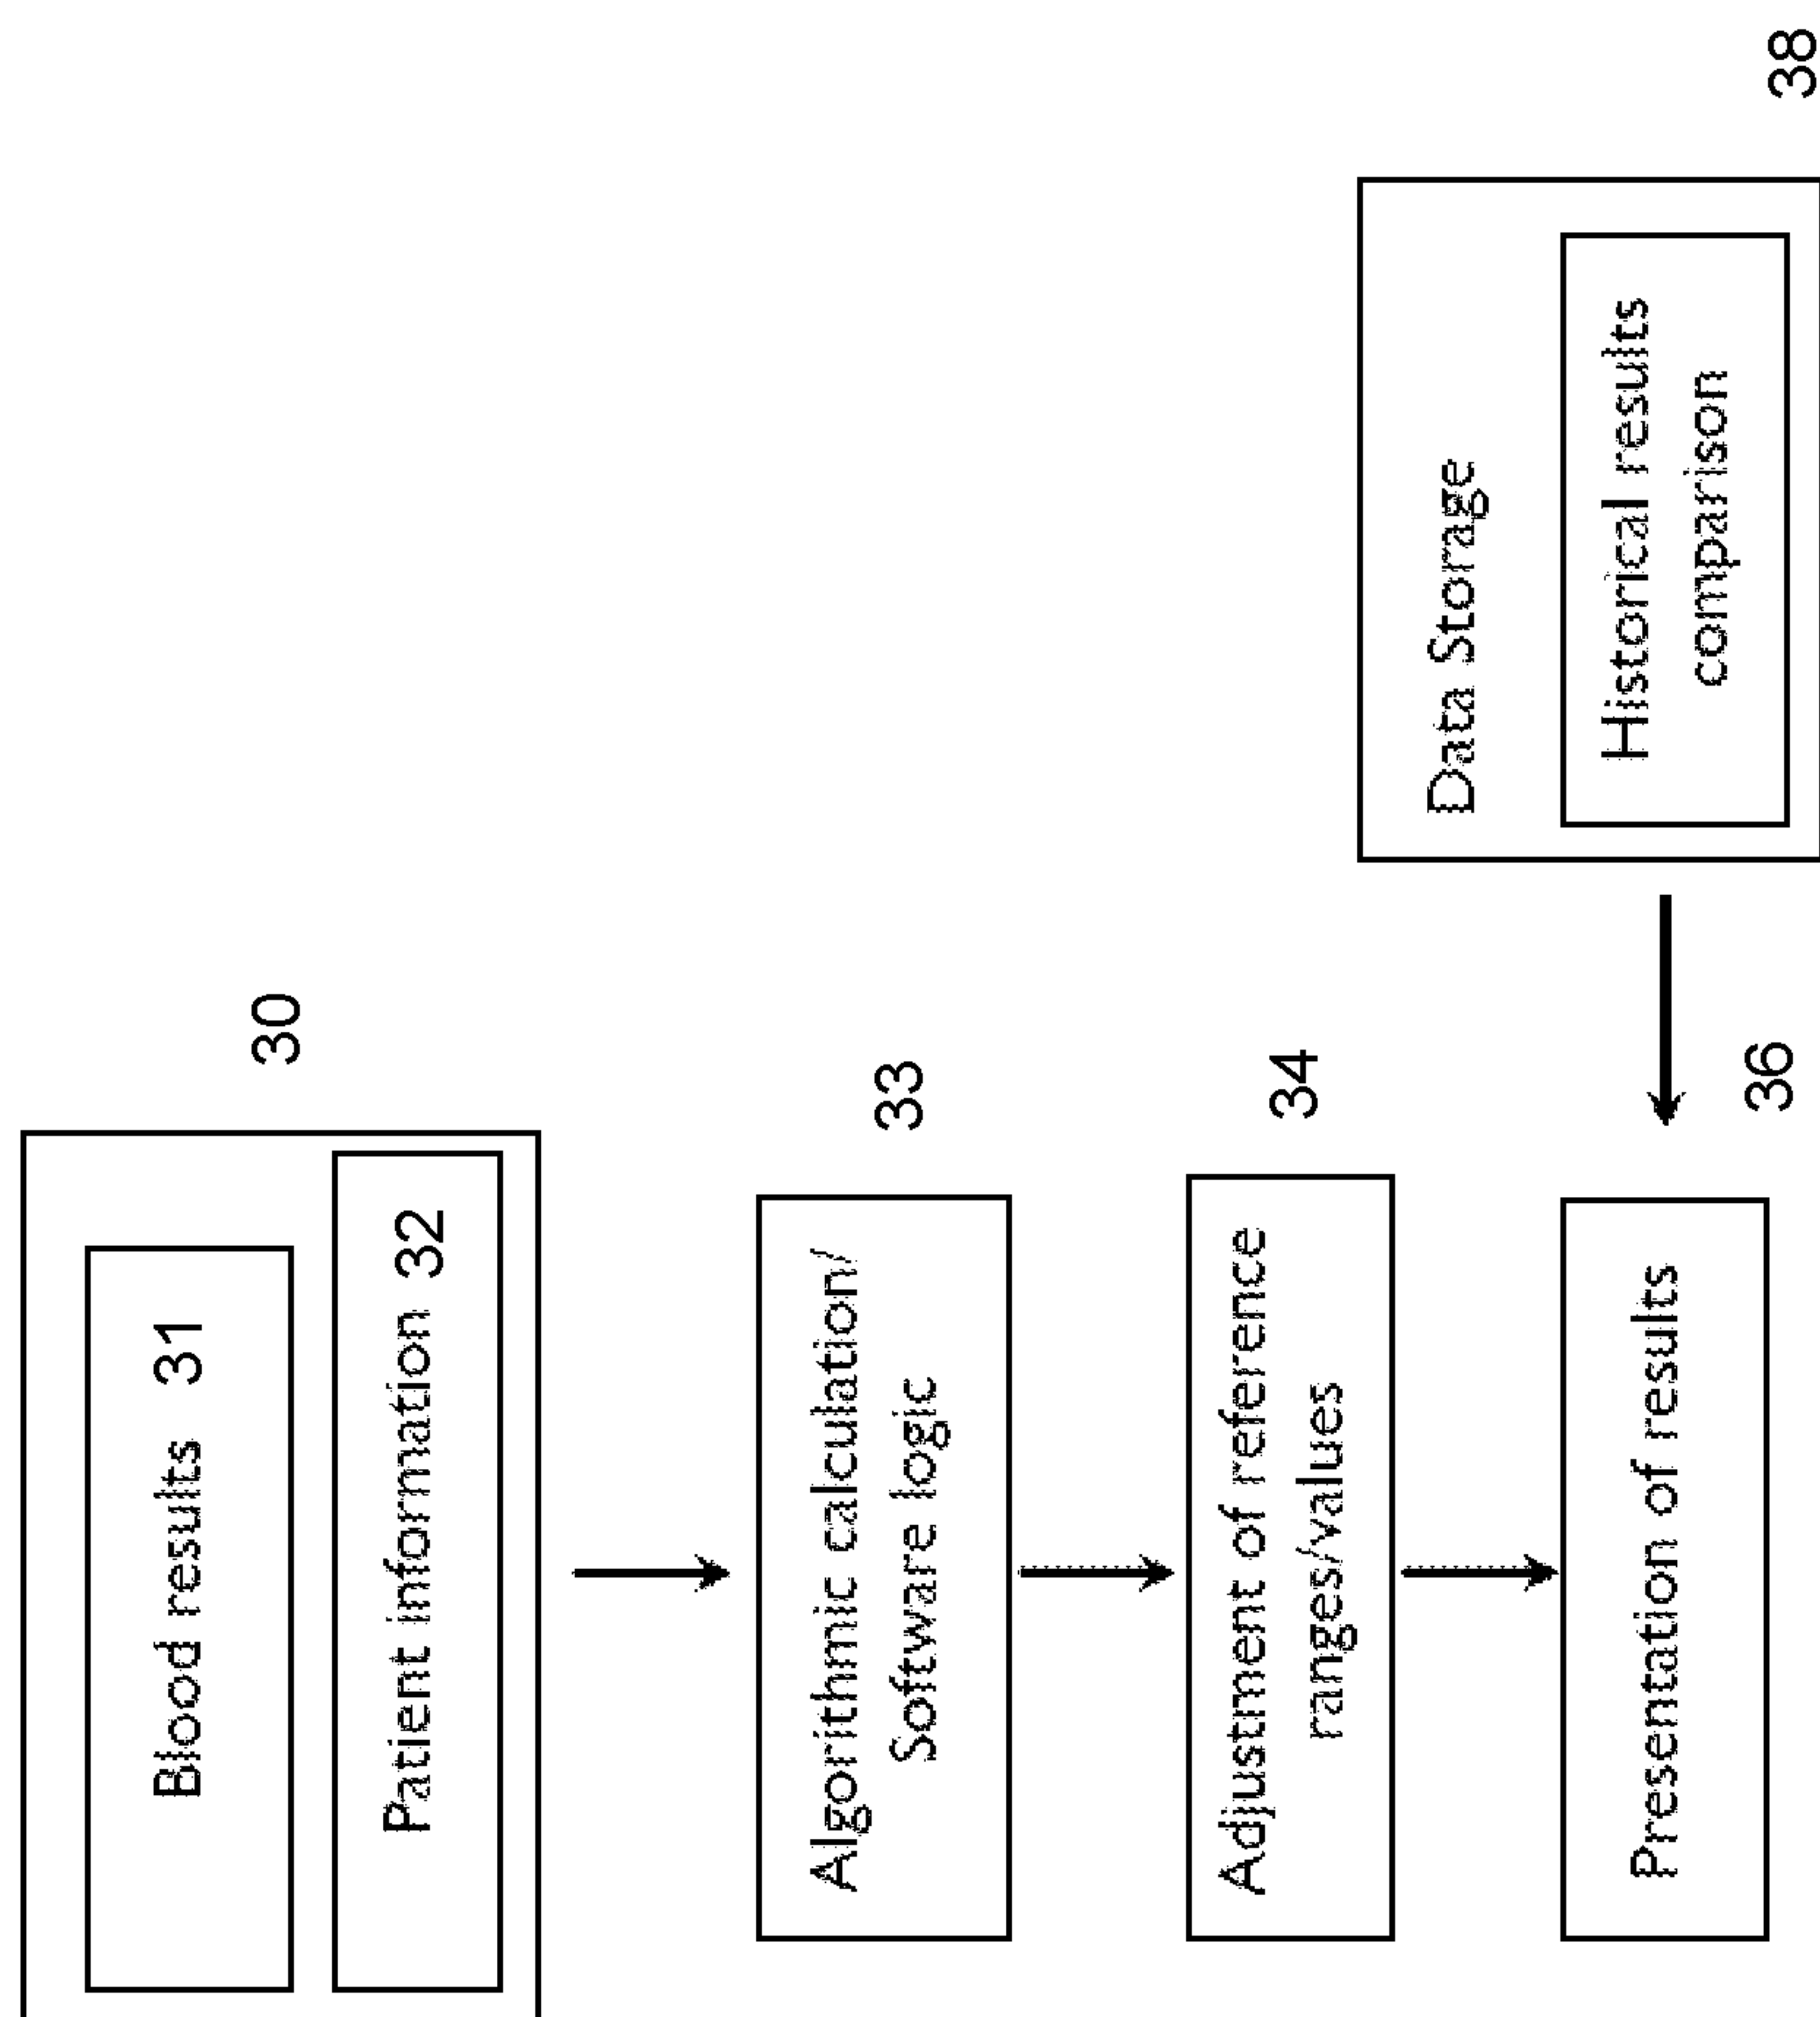 30
Blood results 31
Patient information 32
Algorithmic calculation/
Software logic
33
Adjustment of reference
ranges/values
34
Presentation of results
36
Data Storage
Historical results
comparison
38